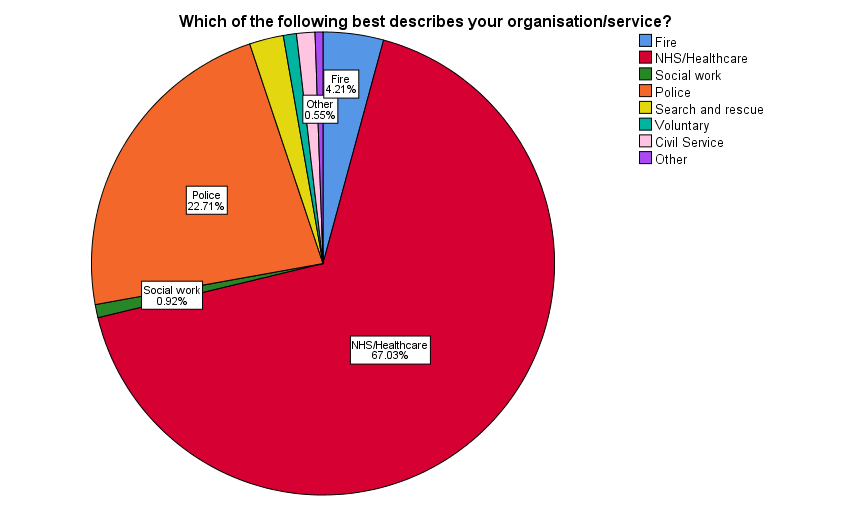 Which of the following best describes your organisation/service?
Fire
NHS/Healthcare
Social work
Police
Search and rescue
Voluntary
Civil Service
Other
Fire
4.21%
Other
0.55%
Police
22.71%
Social work
0.92%
NHS/Healthcare
67.03%